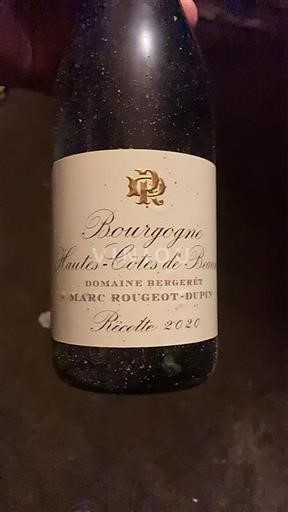 Bourgogne
Hautes-Côtes de Beaune
DOMAINE BERGERET
MARC ROUGEOT-DUPIN
Récolte 2020